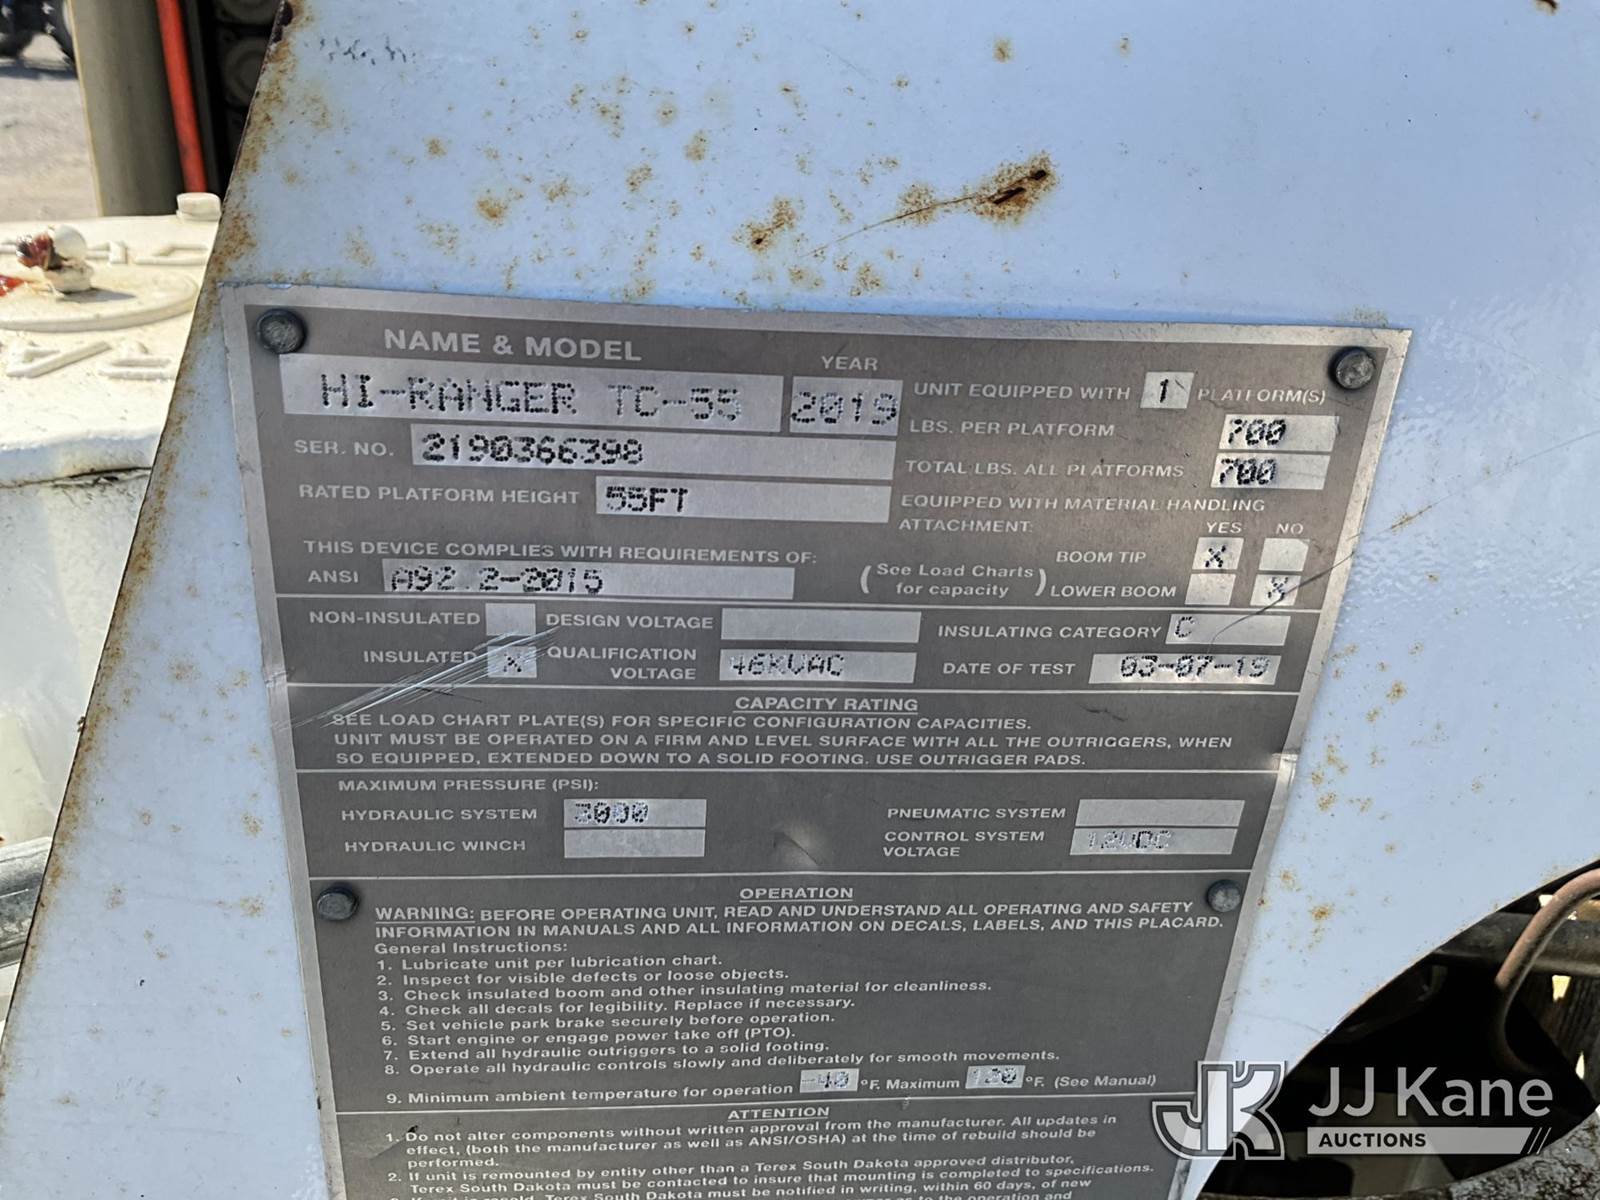 NAME & MODEL
HI-RANGER TC-55
YEAR
2019
UNIT EQUIPPED WITH 1 PLATFORM(S)
LBS. PER PLATFORM 700
SER. NO. 2190366398
TOTAL LBS. ALL PLATFORMS 700
RATED PLATFORM HEIGHT 55FT
EQUIPPED WITH MATERIAL HANDLING
ATTACHMENT: YES NO
THIS DEVICE COMPLIES WITH REQUIREMENTS OF:
ANSI A92.2-2015
(See Load Charts
for capacity)
BOOM TIP X
LOWER BOOM X
NON-INSULATED
DESIGN VOLTAGE
INSULATING CATEGORY C
INSULATED X
QUALIFICATION
VOLTAGE 46KVAC
DATE OF TEST 03-07-19
CAPACITY RATING
SEE LOAD CHART PLATE(S) FOR SPECIFIC CONFIGURATION CAPACITIES.
UNIT MUST BE OPERATED ON A FIRM AND LEVEL SURFACE WITH ALL THE OUTRIGGERS, WHEN
SO EQUIPPED, EXTENDED DOWN TO A SOLID FOOTING. USE OUTRIGGER PADS.
MAXIMUM PRESSURE (PSI):
HYDRAULIC SYSTEM 3000
PNEUMATIC SYSTEM
HYDRAULIC WINCH
CONTROL SYSTEM
VOLTAGE 12VDC
OPERATION
WARNING: BEFORE OPERATING UNIT, READ AND UNDERSTAND ALL OPERATING AND SAFETY
INFORMATION IN MANUALS AND ALL INFORMATION ON DECALS, LABELS, AND THIS PLACARD.
General Instructions:
1. Lubricate unit per lubrication chart.
2. Inspect for visible defects or loose objects.
3. Check insulated boom and other insulating material for cleanliness.
4. Check all decals for legibility. Replace if necessary.
5. Set vehicle park brake securely before operation.
6. Start engine or engage power take off (PTO).
7. Extend all hydraulic outriggers to a solid footing.
8. Operate all hydraulic controls slowly and deliberately for smooth movements.
9. Minimum ambient temperature for operation -40 °F. Maximum 120 °F. (See Manual)
ATTENTION
1. Do not alter components without written approval from the manufacturer. All updates in
effect, (both the manufacturer as well as ANSI/OSHA) at the time of rebuild should be
performed.
2. If unit is remounted by entity other than a Terex South Dakota approved distributor,
Terex South Dakota must be contacted to insure that mounting is completed to specifications.
Terex South Dakota must be notified in writing, within 60 days, of new
JJ Kane
AUCTIONS